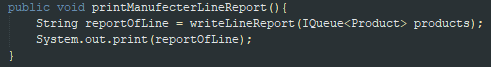 public void printManufecterLineReport(){
String reportOfLine = writeLineReport(IQueue<Product> products);
System.out.print(reportOfLine);
}